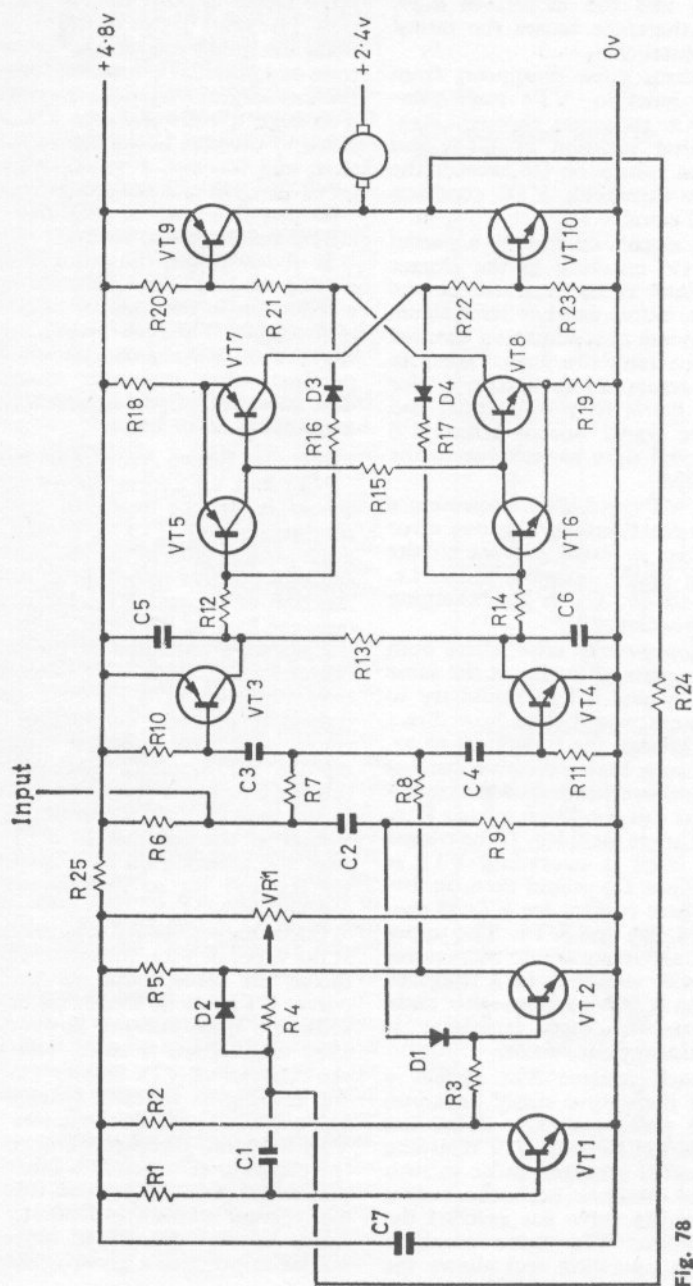 Input
R25
+4·8v
R1
R2
R5
R6
R10
C5
R18
R20
VT9
VT3
VT5
VT7
C3
R12
R21
D2
VR1
R7
R16
D3
C1
R4
C2
R13
R15
+2·4v
C7
R8
R17
D4
D1
C4
R14
R22
R3
R9
VT4
VT6
VT8
VT10
VT1
VT2
R11
C6
R19
R23
0v
R24
Fig. 78